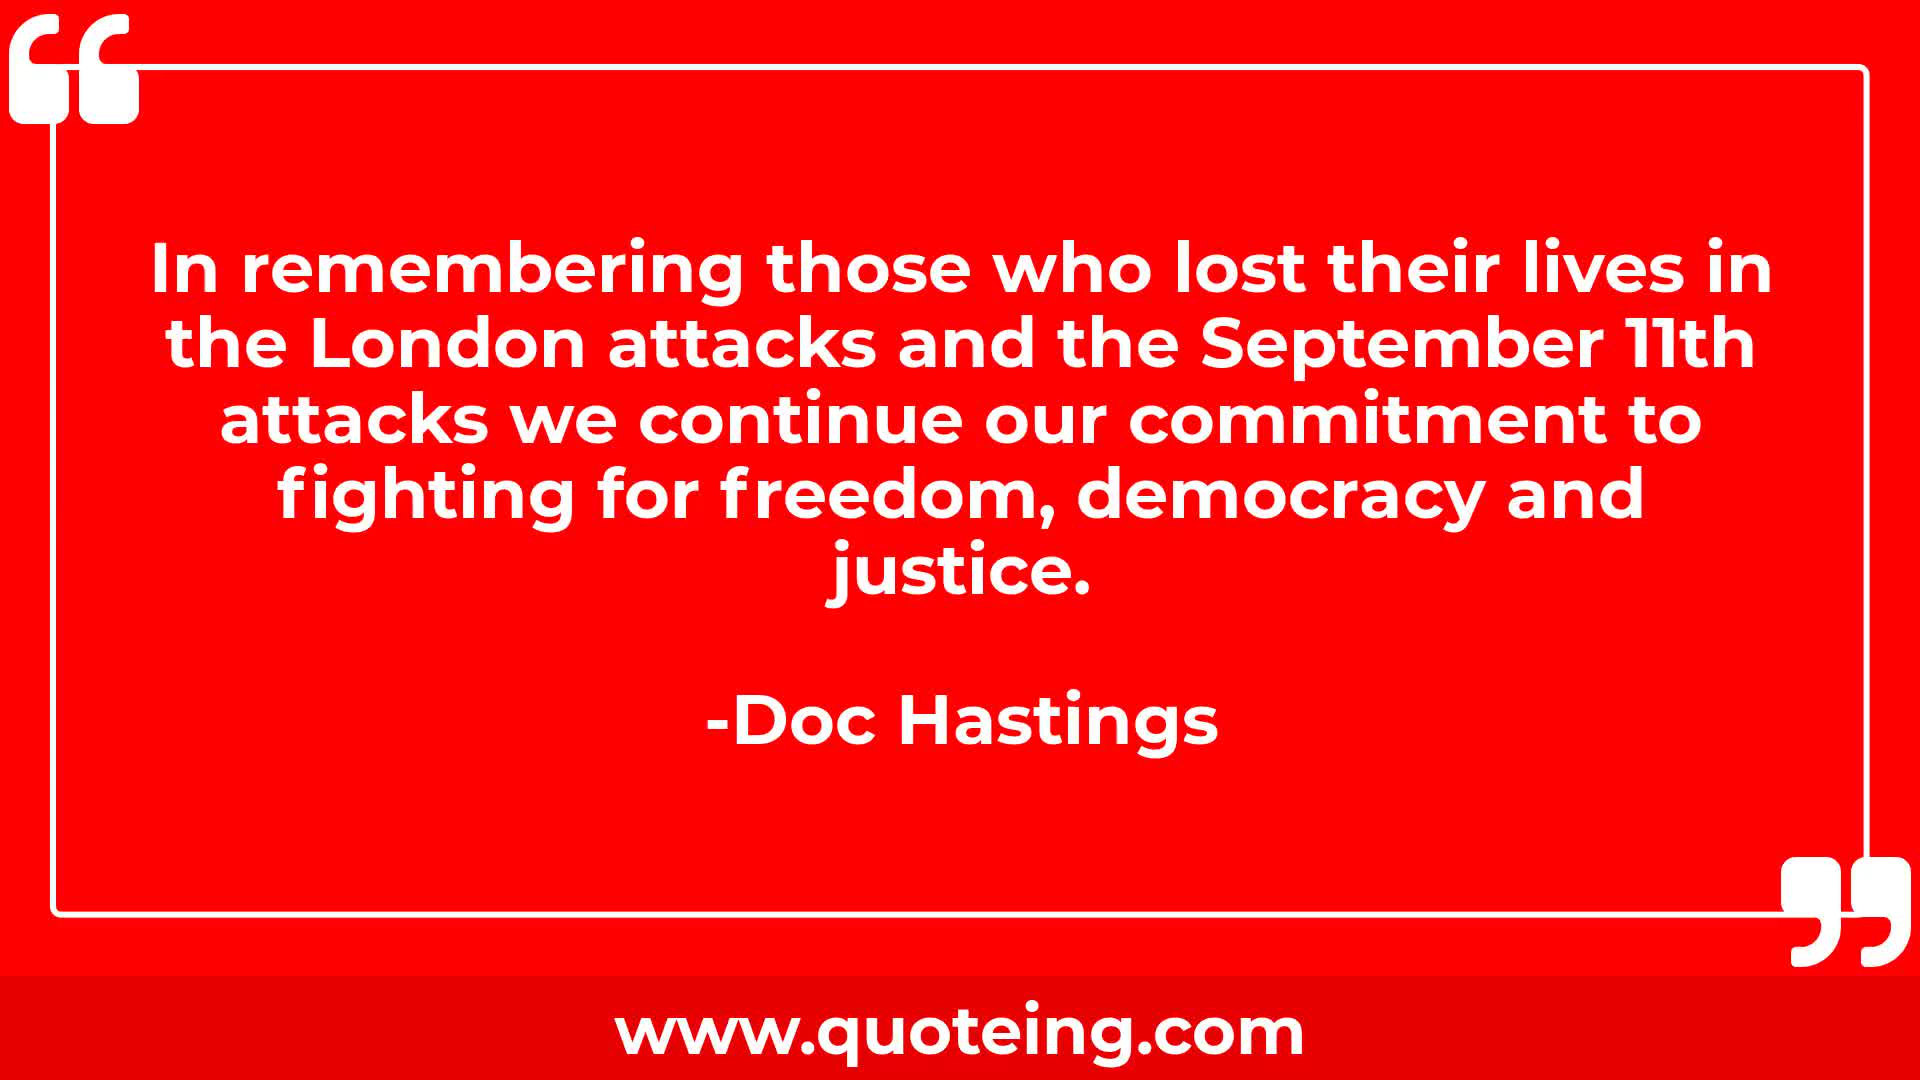 In remembering those who lost their lives in
the London attacks and the September 11th
attacks we continue our commitment to
fighting for freedom, democracy and
justice.
-Doc Hastings
www.quoteing.com